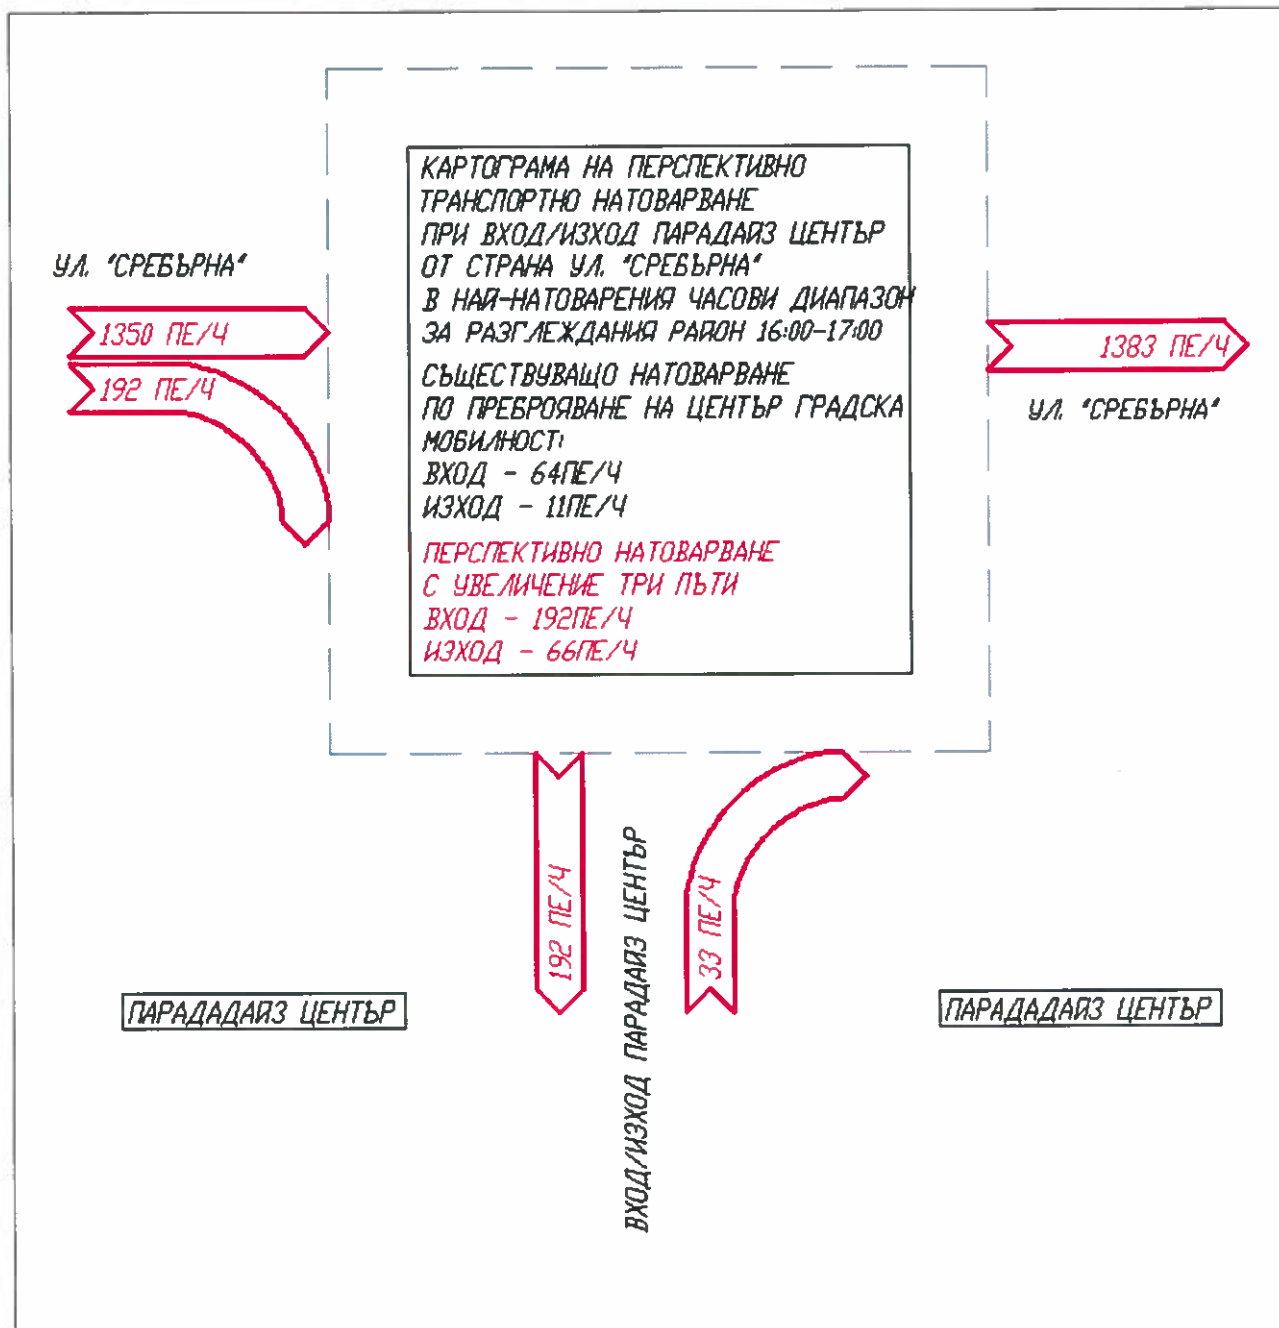 КАРТОГРАМА НА ПЕРСПЕКТИВНО
ТРАНСПОРТНО НАТОВАРВАНЕ
ПРИ ВХОД/ИЗХОД ПАРАДАЙЗ ЦЕНТЪР
ОТ СТРАНА УЛ. "СРЕБЪРНА"
В НАЙ-НАТОВАРЕНИЯ ЧАСОВИ ДИАПАЗОН
ЗА РАЗГЛЕЖДАНИЯ РАЙОН 16:00-17:00
СЪЩЕСТВУВАЩО НАТОВАРВАНЕ
ПО ПРЕБРОЯВАНЕ НА ЦЕНТЪР ГРАДСКА
МОБИЛНОСТ:
ВХОД - 64ПЕ/Ч
ИЗХОД - 11ПЕ/Ч
ПЕРСПЕКТИВНО НАТОВАРВАНЕ
С УВЕЛИЧЕНИЕ ТРИ ПЪТИ
ВХОД - 192ПЕ/Ч
ИЗХОД - 66ПЕ/Ч
УЛ. "СРЕБЪРНА"
1350 ПЕ/Ч
192 ПЕ/Ч
1383 ПЕ/Ч
УЛ. "СРЕБЪРНА"
192 ПЕ/Ч
ВХОД/ИЗХОД ПАРАДАЙЗ ЦЕНТЪР
33 ПЕ/Ч
ПАРАДАДАЙЗ ЦЕНТЪР
ПАРАДАДАЙЗ ЦЕНТЪР